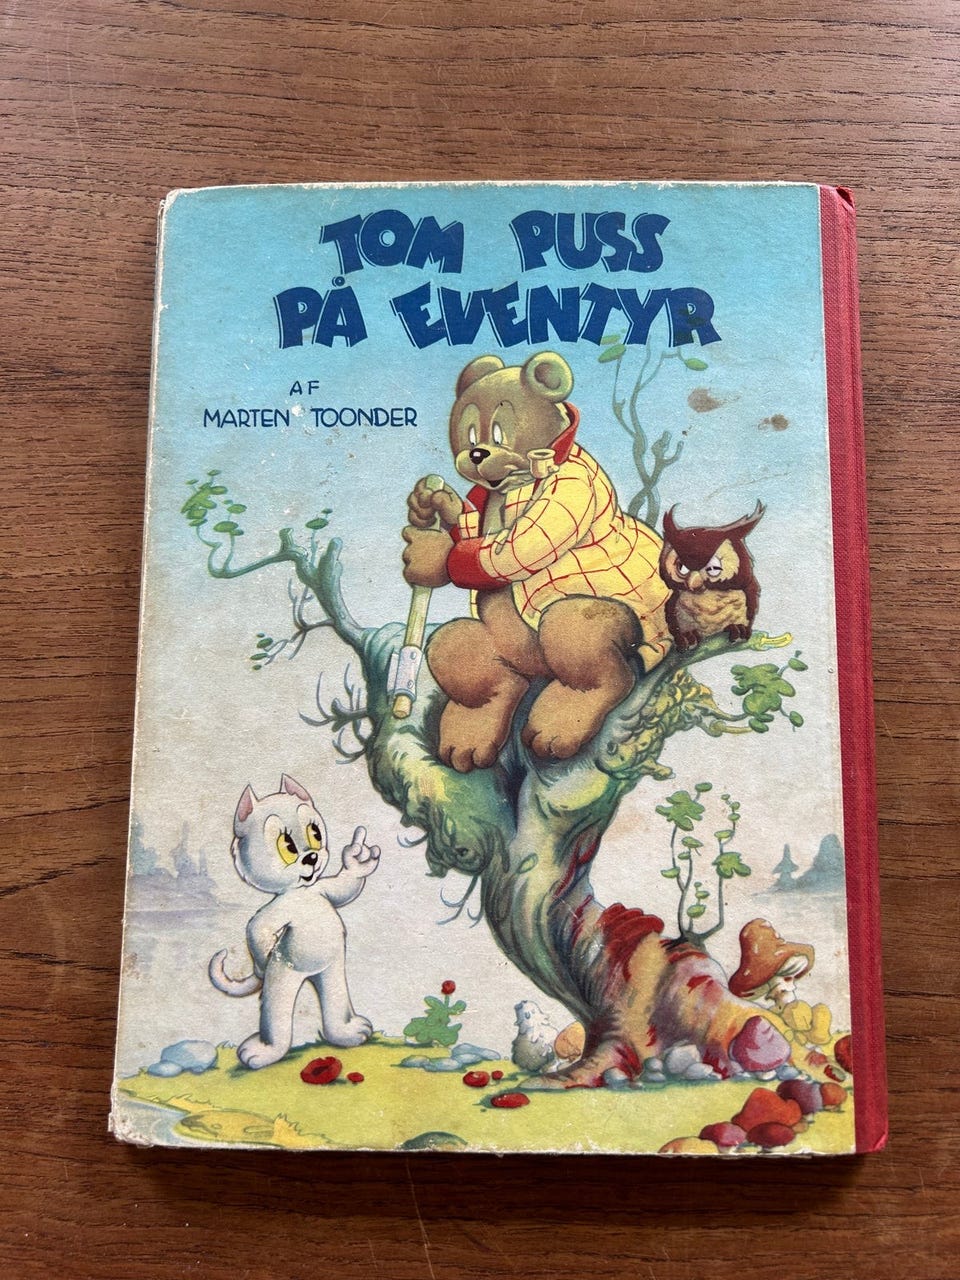 TOM PUSS
PÅ EVENTYR
AF
MARTEN TOONDER